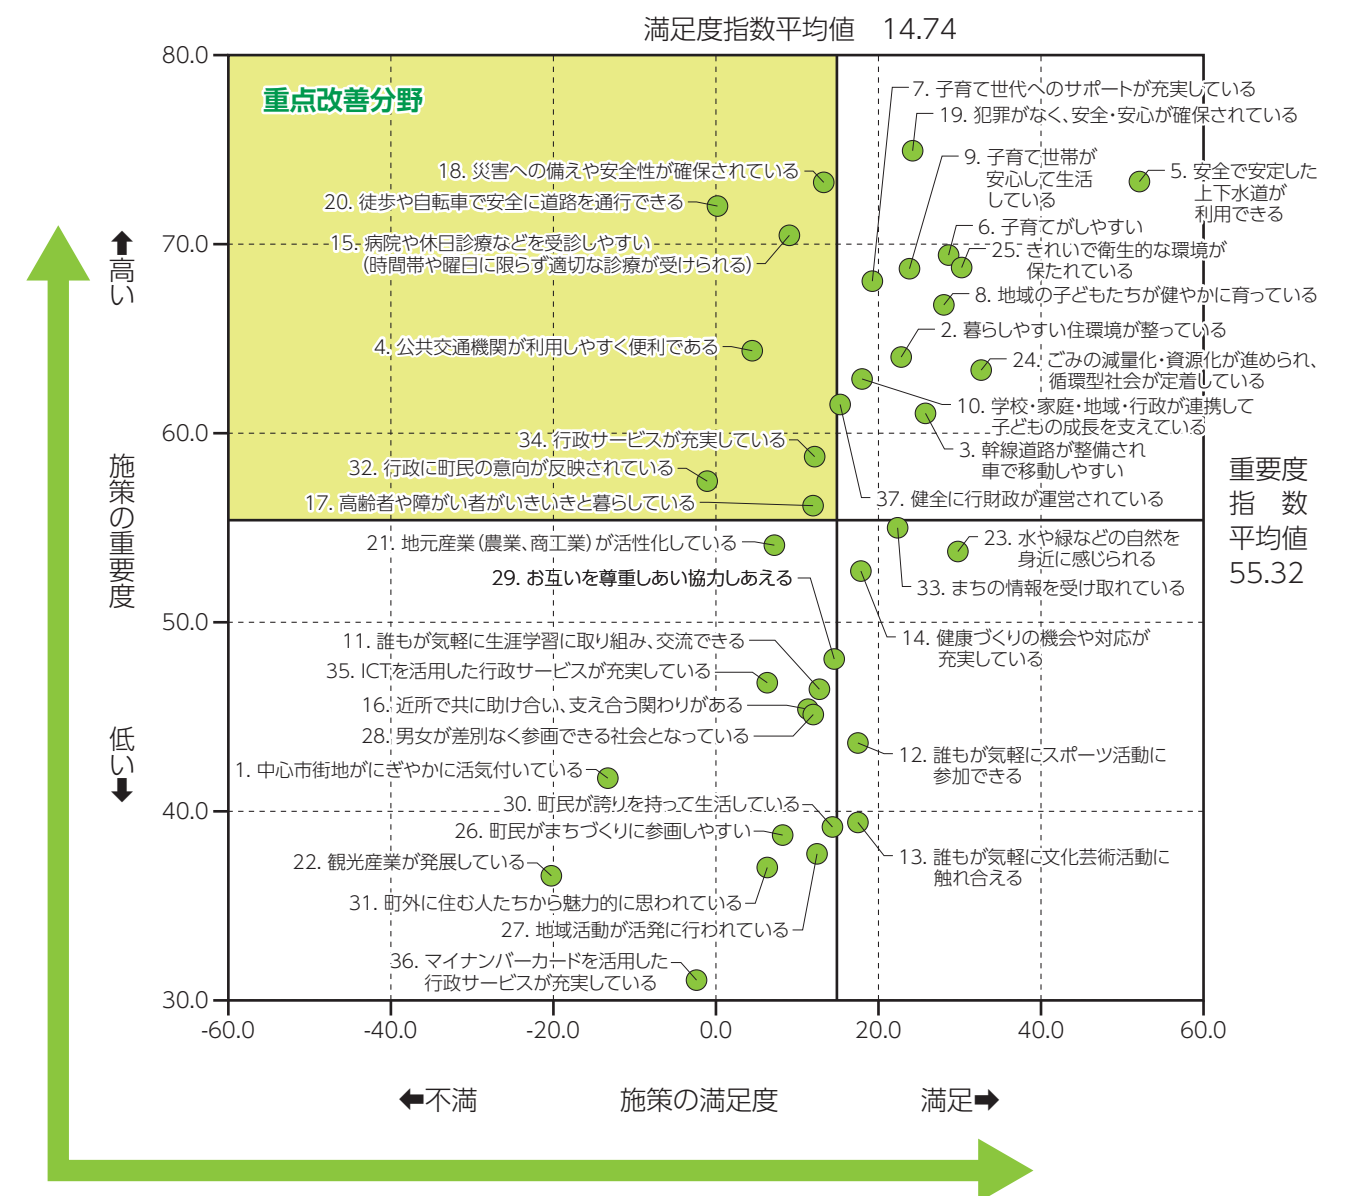 満足度指数平均値 14.74
80.0
重点改善分野
7. 子育て世代へのサポートが充実している
19. 犯罪がなく、安全・安心が確保されている
9. 子育て世帯が
安心して生活
している
5. 安全で安定した
上下水道が
利用できる
18. 災害への備えや安全性が確保されている
20. 徒歩や自転車で安全に道路を通行できる
6. 子育てがしやすい
70.0
15. 病院や休日診療などを受診しやすい
(時間帯や曜日に限らず適切な診療が受けられる)
25. きれいで衛生的な環境が
保たれている
8. 地域の子どもたちが健やかに育っている
2. 暮らしやすい住環境が整っている
4. 公共交通機関が利用しやすく便利である
24. ごみの減量化・資源化が進められ、
循環型社会が定着している
10. 学校・家庭・地域・行政が連携して
子どもの成長を支えている
60.0
34. 行政サービスが充実している
3. 幹線道路が整備され
車で移動しやすい
32. 行政に町民の意向が反映されている
37. 健全に行財政が運営されている
17. 高齢者や障がい者がいきいきと暮らしている
重要度
指 数
平均値
55.32
21. 地元産業(農業、商工業)が活性化している
23. 水や緑などの自然を
身近に感じられる
29. お互いを尊重しあい協力しあえる
33. まちの情報を受け取れている
50.0
11. 誰もが気軽に生涯学習に取り組み、交流できる
14. 健康づくりの機会や対応が
充実している
35. ICTを活用した行政サービスが充実している
16. 近所で共に助け合い、支え合う関わりがある
28. 男女が差別なく参画できる社会となっている
12. 誰もが気軽にスポーツ活動に
参加できる
1. 中心市街地がにぎやかに活気付いている
30. 町民が誇りを持って生活している
40.0
26. 町民がまちづくりに参画しやすい
13. 誰もが気軽に文化芸術活動に
触れ合える
22. 観光産業が発展している
31. 町外に住む人たちから魅力的に思われている
27. 地域活動が活発に行われている
36. マイナンバーカードを活用した
行政サービスが充実している
30.0
-60.0 -40.0 -20.0 0.0 20.0 40.0 60.0
⬆高い
施策の重要度
低い⬇
⬅不満 施策の満足度 満足➡